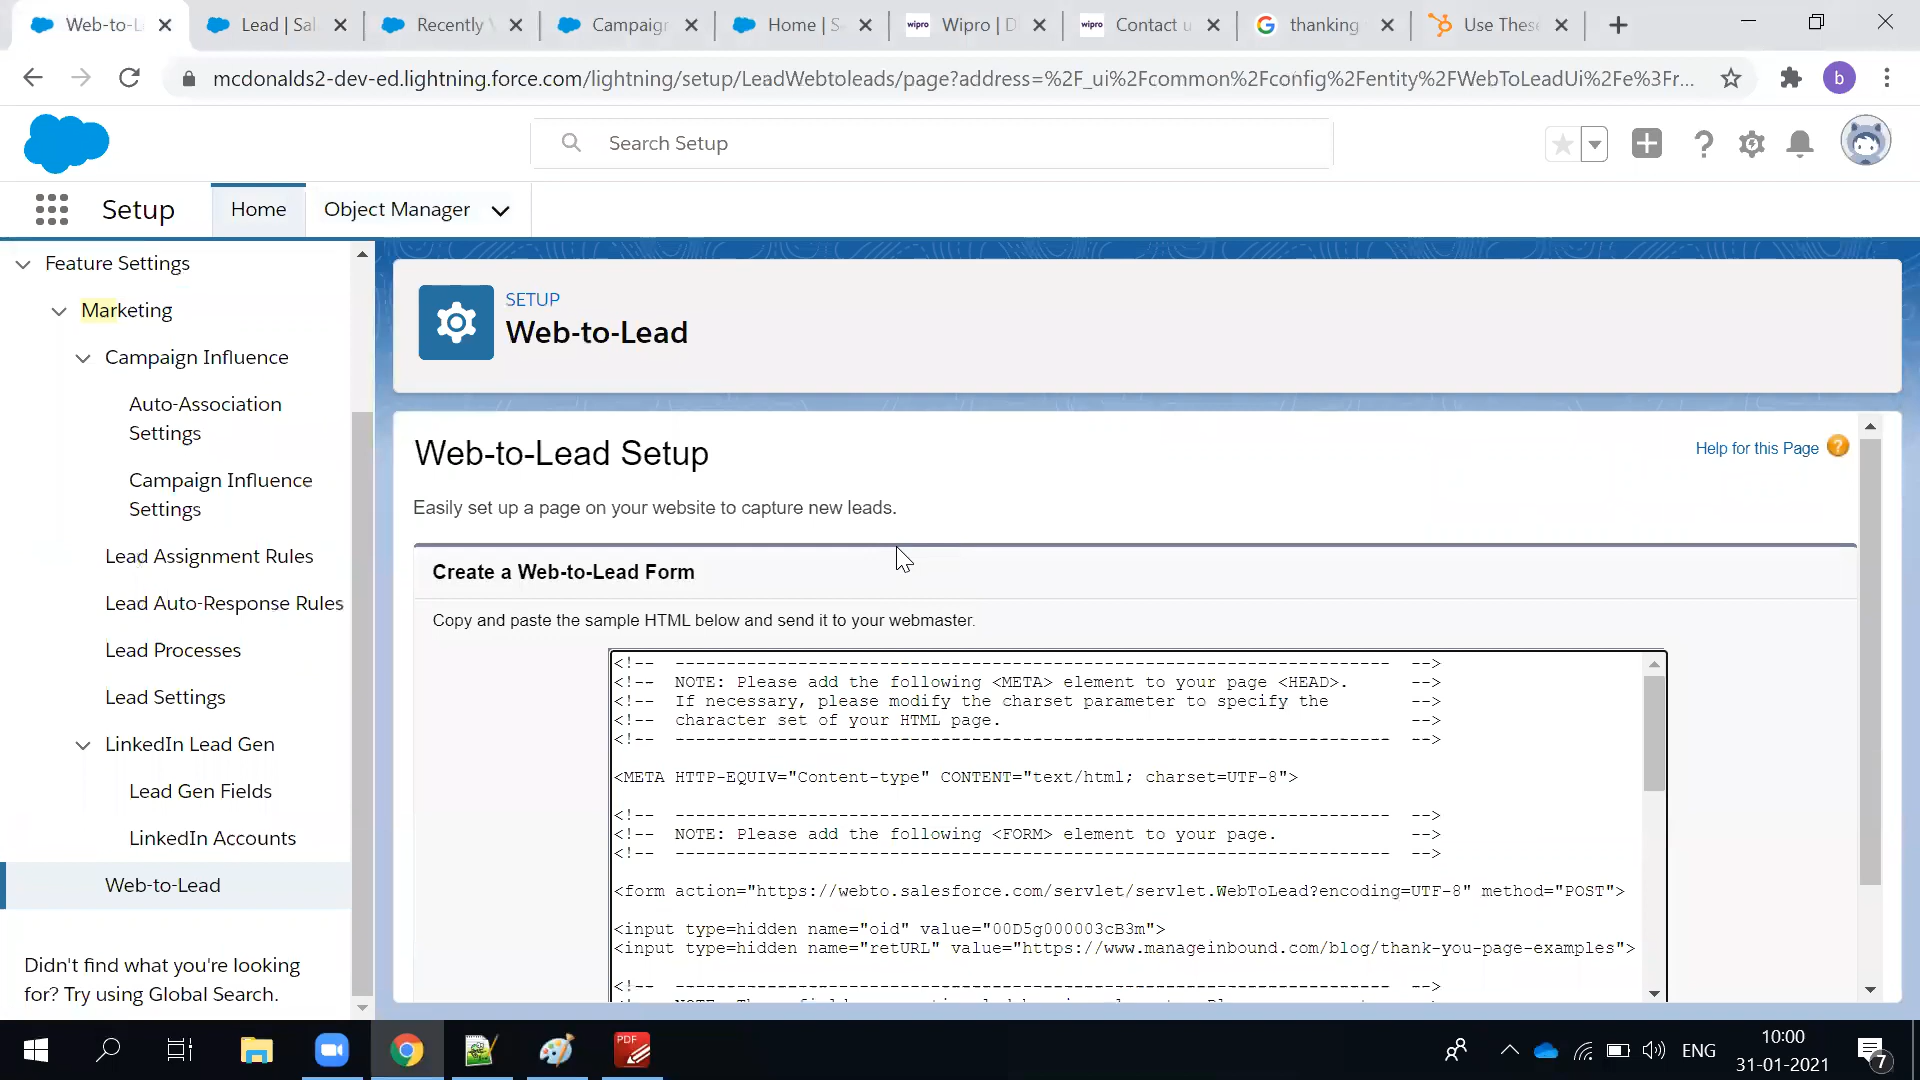 Web-to-L
Lead | Sal
Recently V
Campaign
Home | S
wipro
Wipro | D
wipro
Contact u
thanking
Use These
mcdonalds2-dev-ed.lightning.force.com/lightning/setup/LeadWebtoleads/page?address=%2F_ui%2Fcommon%2Fconfig%2Fentity%2FWebToLeadUi%2Fe%3Fr...
b
Search Setup
Setup
Home
Object Manager
Feature Settings
Marketing
Campaign Influence
Auto-Association
Settings
Campaign Influence
Settings
Lead Assignment Rules
Lead Auto-Response Rules
Lead Processes
Lead Settings
LinkedIn Lead Gen
Lead Gen Fields
LinkedIn Accounts
Web-to-Lead
Didn't find what you're looking
for? Try using Global Search.
SETUP
Web-to-Lead
Web-to-Lead Setup
Help for this Page ?
Easily set up a page on your website to capture new leads.
Create a Web-to-Lead Form
Copy and paste the sample HTML below and send it to your webmaster.
<!--  ----------------------------------------------------------------------  -->
<!--  NOTE: Please add the following <META> element to your page <HEAD>.      -->
<!--  If necessary, please modify the charset parameter to specify the        -->
<!--  character set of your HTML page.                                        -->
<!--  ----------------------------------------------------------------------  -->
<META HTTP-EQUIV="Content-type" CONTENT="text/html; charset=UTF-8">
<!--  ----------------------------------------------------------------------  -->
<!--  NOTE: Please add the following <FORM> element to your page.             -->
<!--  ----------------------------------------------------------------------  -->
<form action="https://webto.salesforce.com/servlet/servlet.WebToLead?encoding=UTF-8" method="POST">
<input type=hidden name="oid" value="00D5g000003cB3m">
<input type=hidden name="retURL" value="https://www.manageinbound.com/blog/thank-you-page-examples">
<!--  ----------------------------------------------------------------------  -->
PDF
ENG
10:00
31-01-2021
7